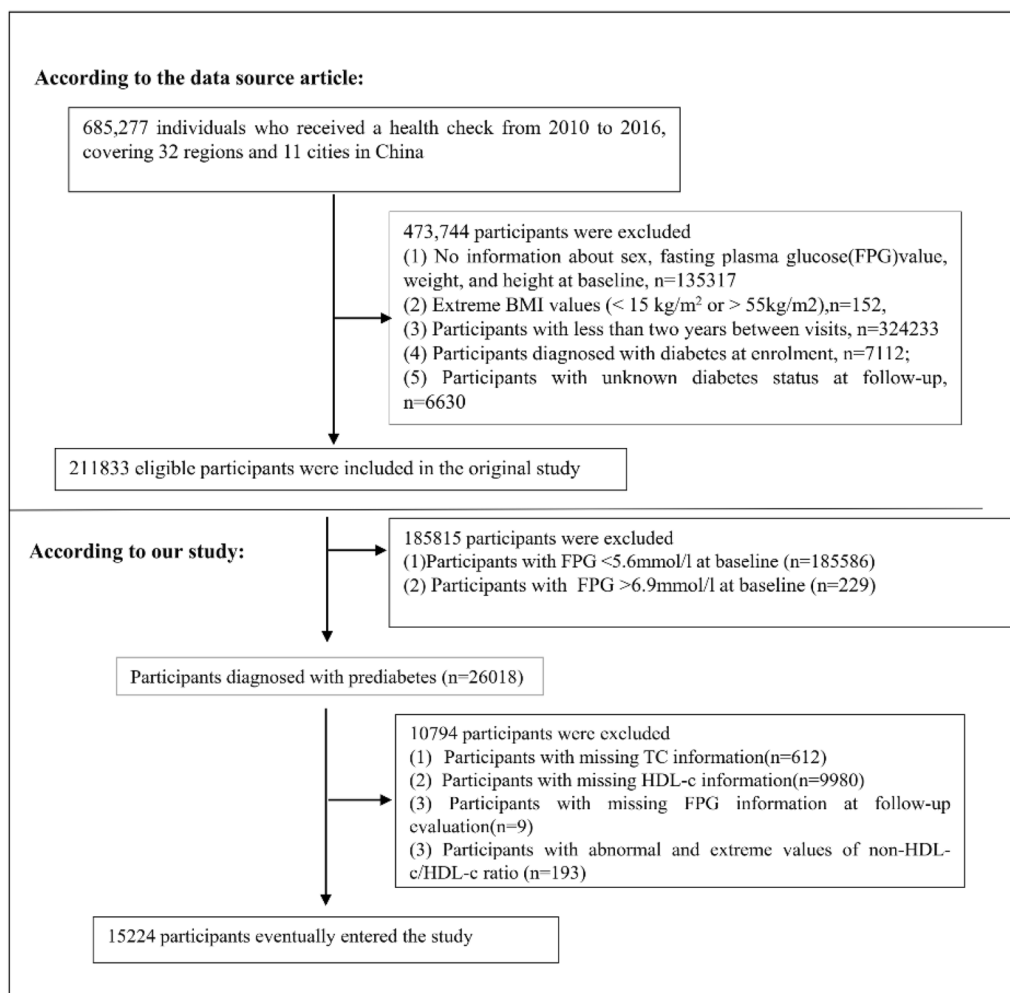 According to the data source article:
685,277 individuals who received a health check from 2010 to 2016,
covering 32 regions and 11 cities in China
473,744 participants were excluded
(1) No information about sex, fasting plasma glucose(FPG)value,
weight, and height at baseline, n=135317
(2) Extreme BMI values (< 15 kg/m² or > 55kg/m2),n=152,
(3) Participants with less than two years between visits, n=324233
(4) Participants diagnosed with diabetes at enrolment, n=7112;
(5) Participants with unknown diabetes status at follow-up,
n=6630
211833 eligible participants were included in the original study
According to our study:
185815 participants were excluded
(1)Participants with FPG <5.6mmol/l at baseline (n=185586)
(2) Participants with FPG >6.9mmol/l at baseline (n=229)
Participants diagnosed with prediabetes (n=26018)
10794 participants were excluded
(1) Participants with missing TC information(n=612)
(2) Participants with missing HDL-c information(n=9980)
(3) Participants with missing FPG information at follow-up
evaluation(n=9)
(3) Participants with abnormal and extreme values of non-HDL-
c/HDL-c ratio (n=193)
15224 participants eventually entered the study